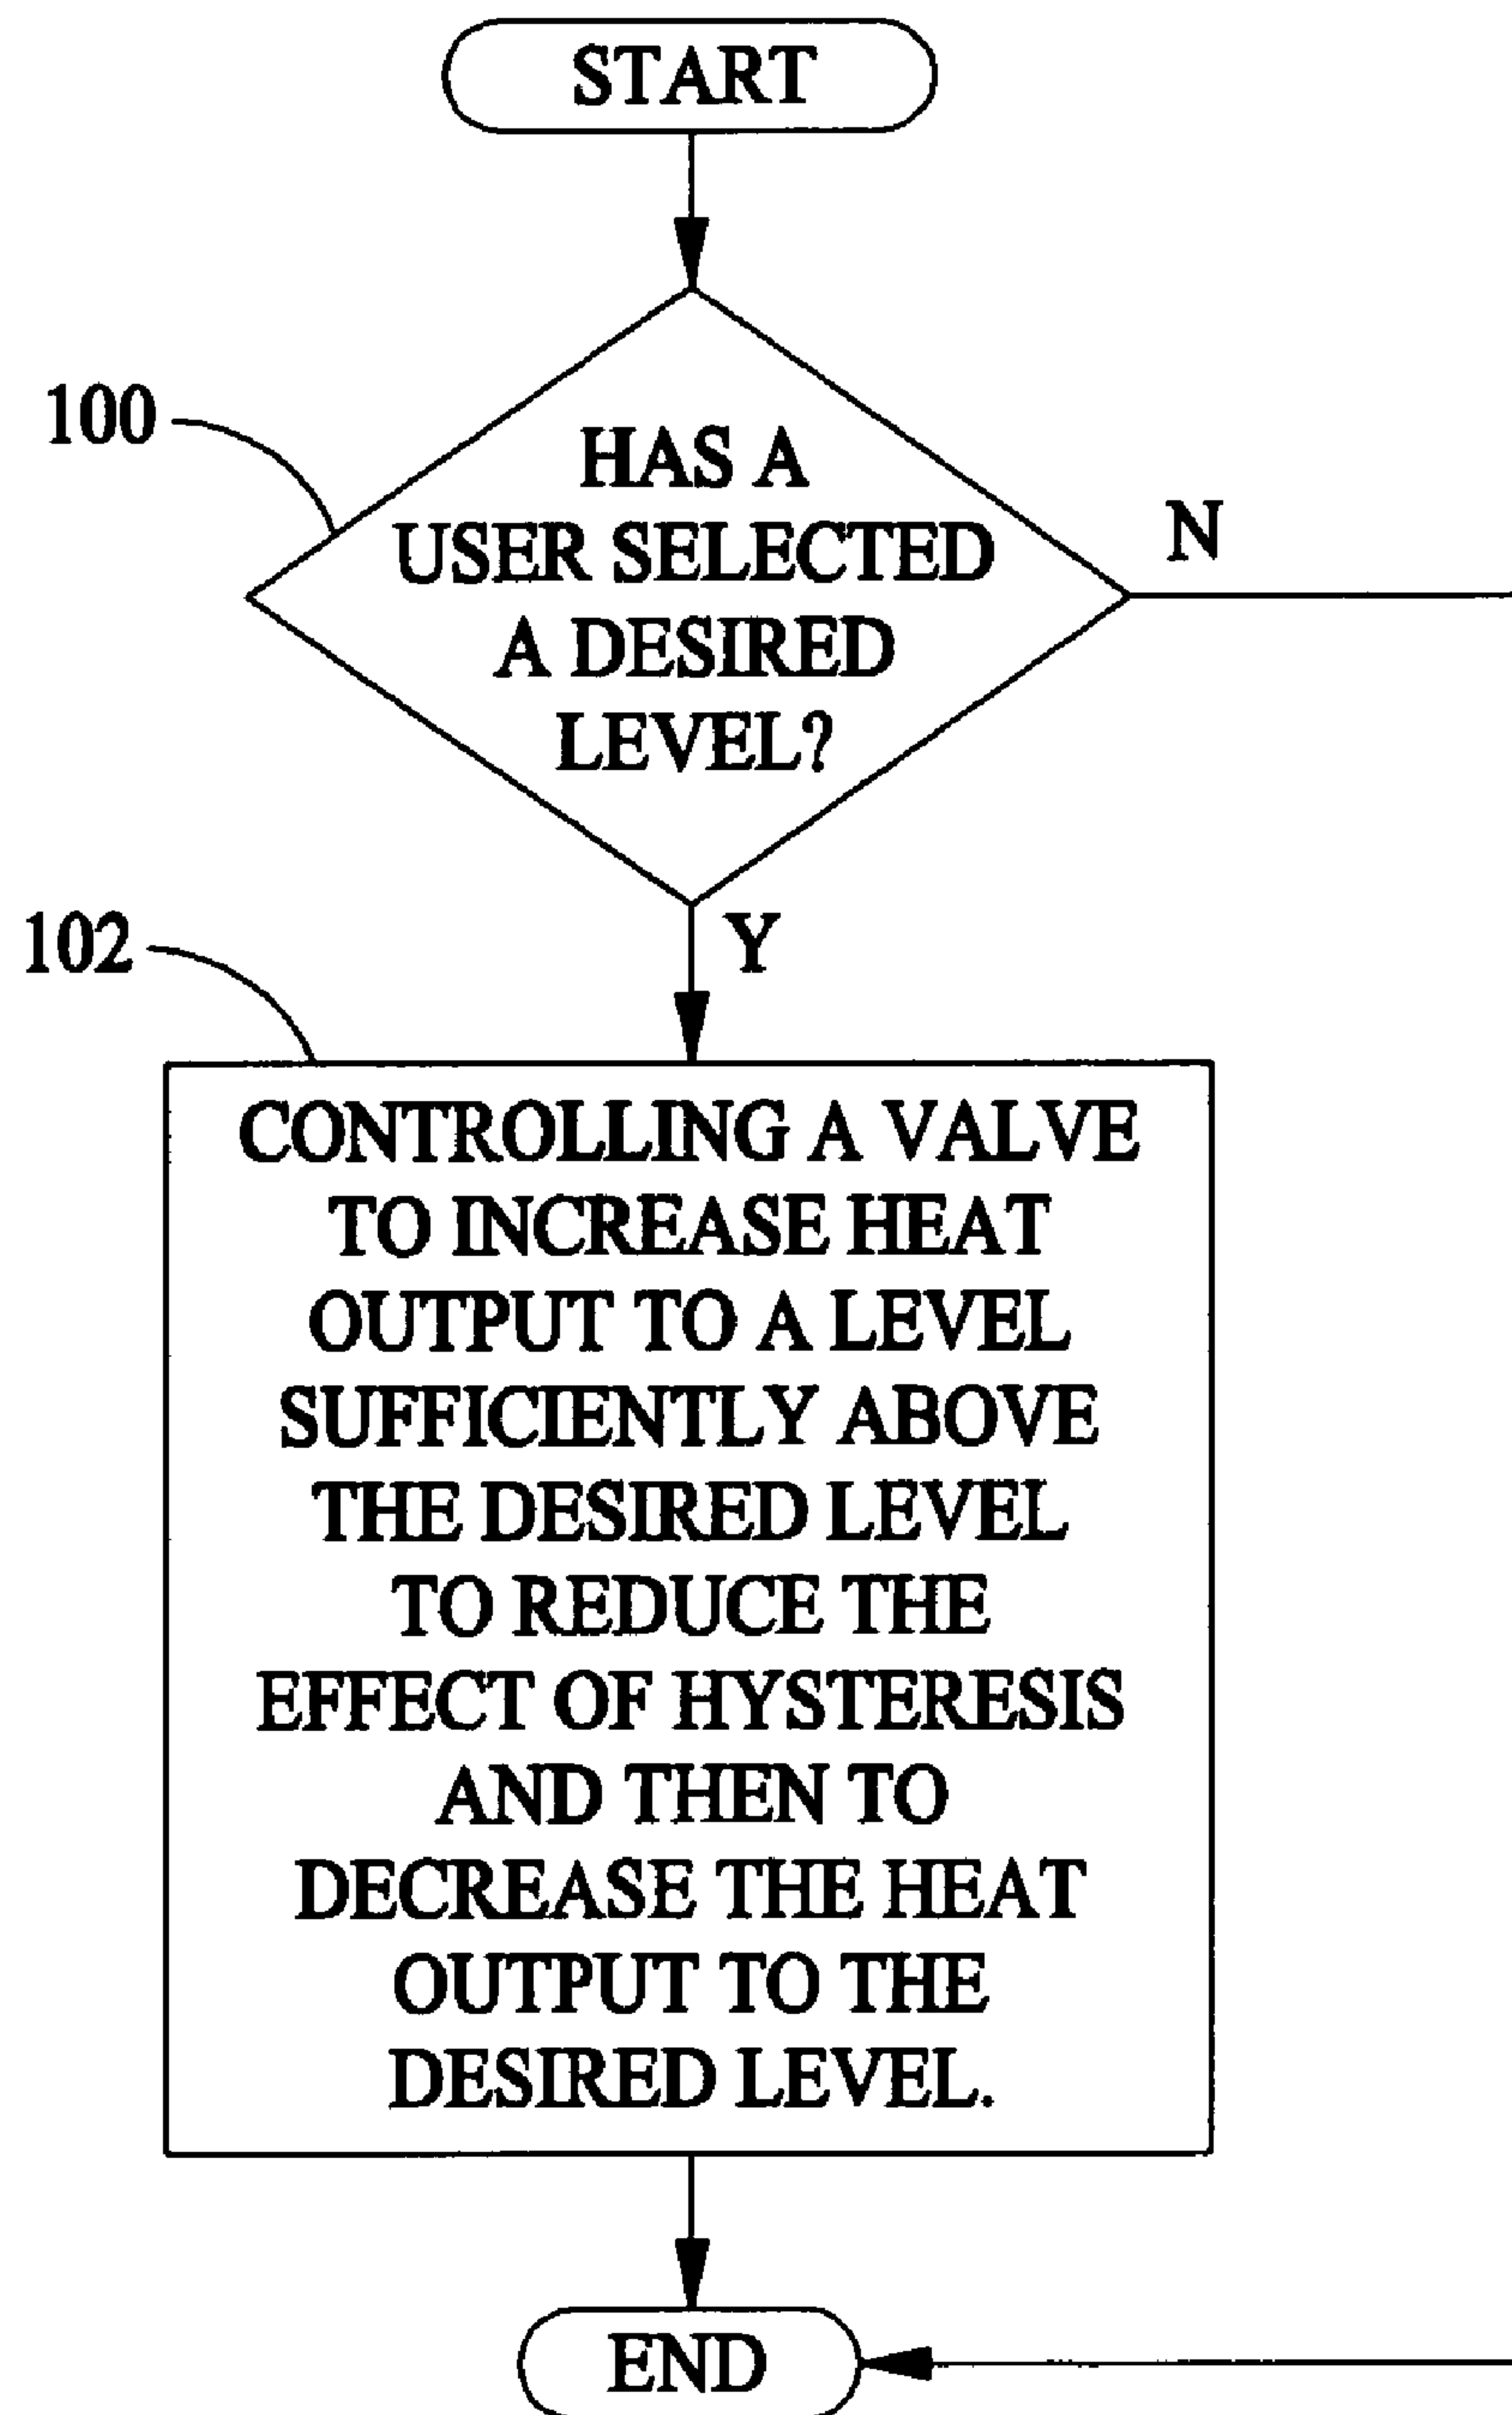 START
100
HAS A
USER SELECTED
A DESIRED
LEVEL?
N
Y
102
CONTROLLING A VALVE
TO INCREASE HEAT
OUTPUT TO A LEVEL
SUFFICIENTLY ABOVE
THE DESIRED LEVEL
TO REDUCE THE
EFFECT OF HYSTERESIS
AND THEN TO
DECREASE THE HEAT
OUTPUT TO THE
DESIRED LEVEL.
END